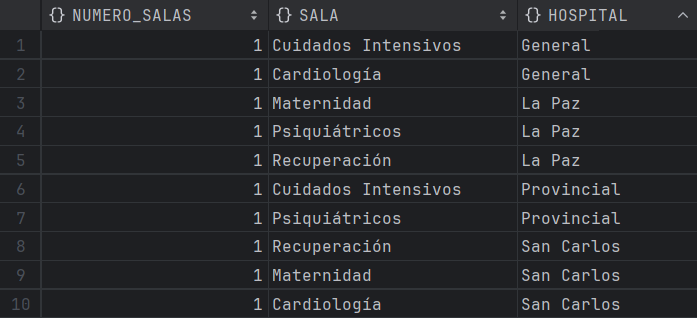 {} NUMERO_SALAS {} SALA {} HOSPITAL
1 1 Cuidados Intensivos General
2 1 Cardiología General
3 1 Maternidad La Paz
4 1 Psiquiátricos La Paz
5 1 Recuperación La Paz
6 1 Cuidados Intensivos Provincial
7 1 Psiquiátricos Provincial
8 1 Recuperación San Carlos
9 1 Maternidad San Carlos
10 1 Cardiología San Carlos